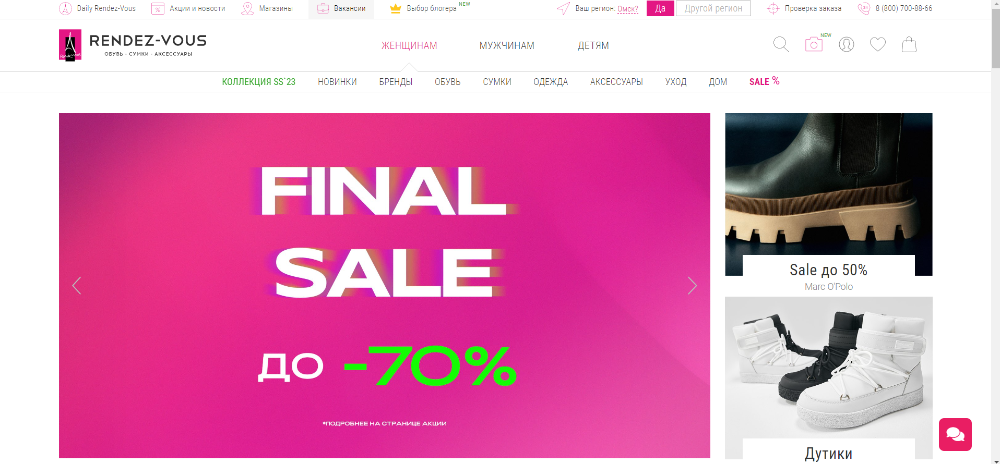 Daily Rendez-Vous
Акции и новости
Магазины
Вакансии
Выбор блогера NEW
Ваш регион: Омск?
Да
Другой регион
Проверка заказа
24
8 (800) 700-88-66
Rendez-Vous
RENDEZ-VOUS
ОБУВЬ · СУМКИ · АКСЕССУАРЫ
ЖЕНЩИНАМ
МУЖЧИНАМ
ДЕТЯМ
NEW
КОЛЛЕКЦИЯ SS`23
НОВИНКИ
БРЕНДЫ
ОБУВЬ
СУМКИ
ОДЕЖДА
АКСЕССУАРЫ
УХОД
ДОМ
SALE %
FINAL
SALE
ДО -70%
*ПОДРОБНЕЕ НА СТРАНИЦЕ АКЦИИ
Sale до 50%
Marc O'Polo
Дутики